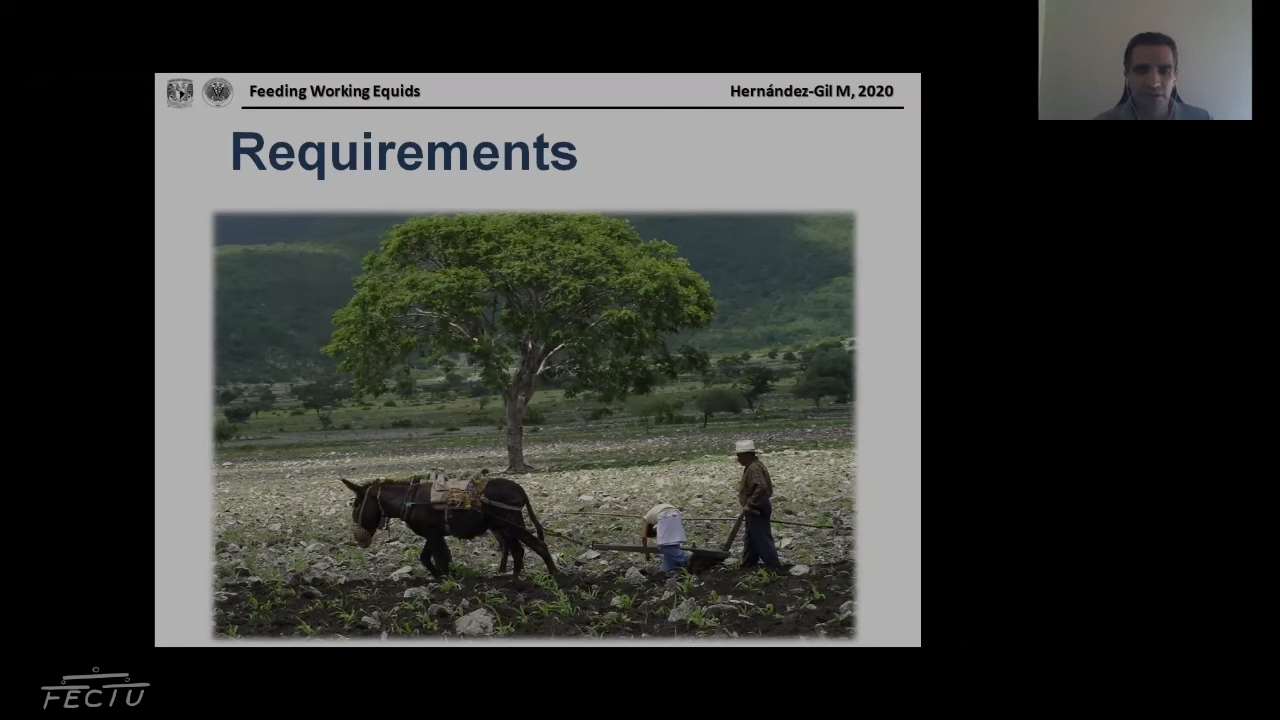 Feeding Working Equids
Hernández-Gil M, 2020
Requirements
FECTU